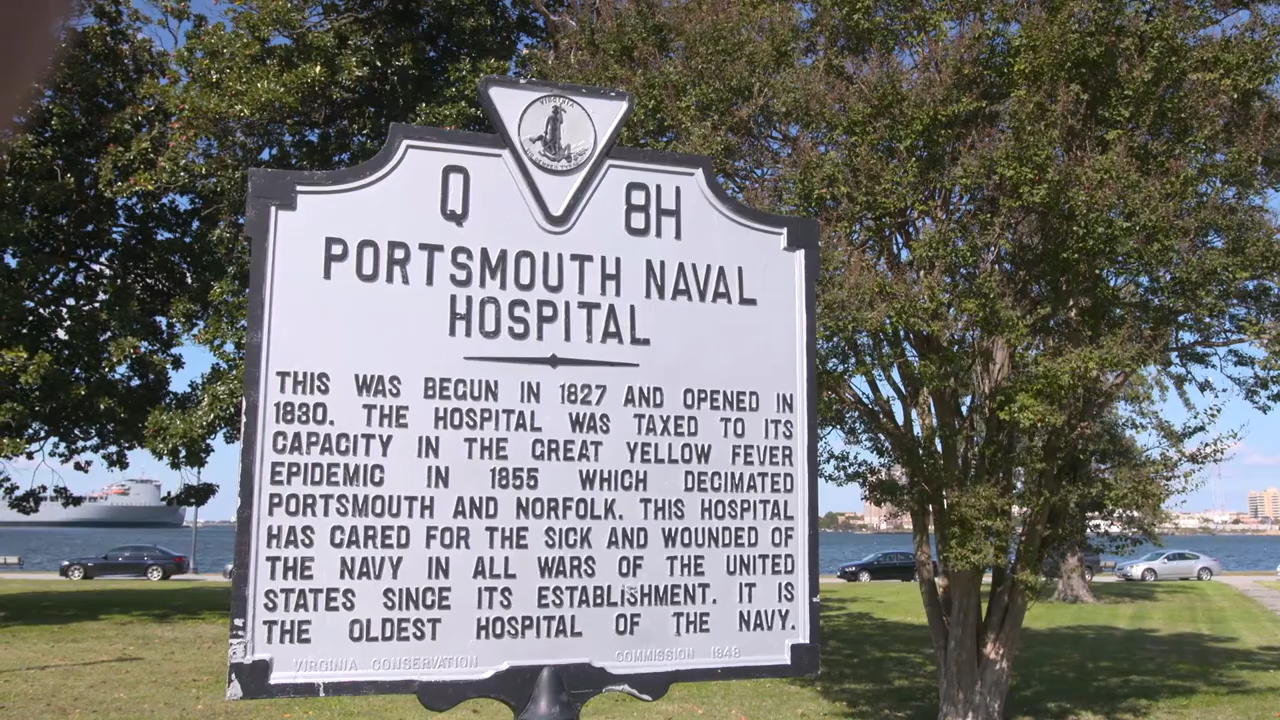 VIRGINIA
Q 8H
PORTSMOUTH NAVAL
HOSPITAL
THIS WAS BEGUN IN 1827 AND OPENED IN
1830. THE HOSPITAL WAS TAXED TO ITS
CAPACITY IN THE GREAT YELLOW FEVER
EPIDEMIC IN 1855 WHICH DECIMATED
PORTSMOUTH AND NORFOLK. THIS HOSPITAL
HAS CARED FOR THE SICK AND WOUNDED OF
THE NAVY IN ALL WARS OF THE UNITED
STATES SINCE ITS ESTABLISHMENT. IT IS
THE OLDEST HOSPITAL OF THE NAVY.
VIRGINIA CONSERVATION COMMISSION 1948